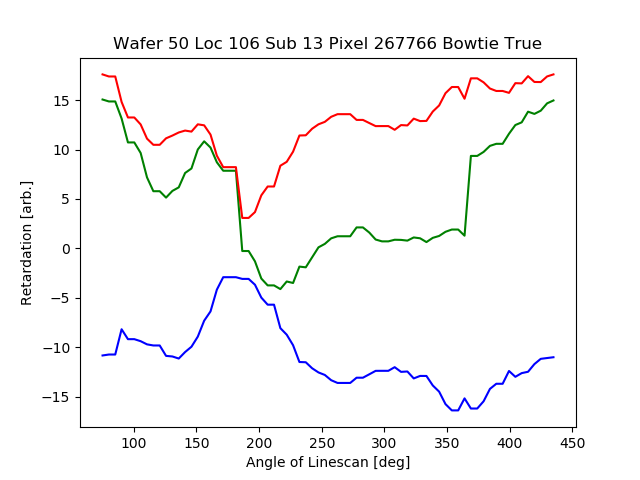 Wafer 50 Loc 106 Sub 13 Pixel 267766 Bowtie True
Retardation [arb.]
15
10
5
0
−5
−10
−15
100 150 200 250 300 350 400 450
Angle of Linescan [deg]